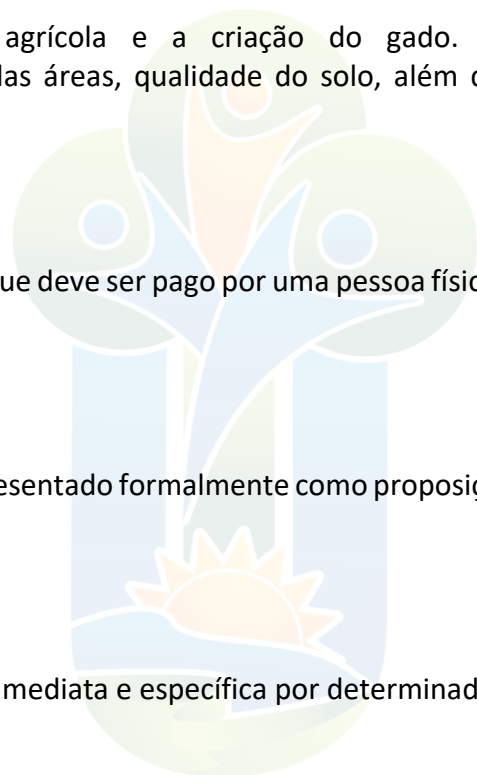 agrícola e a criação do gado.
das áreas, qualidade do solo, além
ue deve ser pago por uma pessoa físic
esentado formalmente como proposiç
mediata e específica por determinad